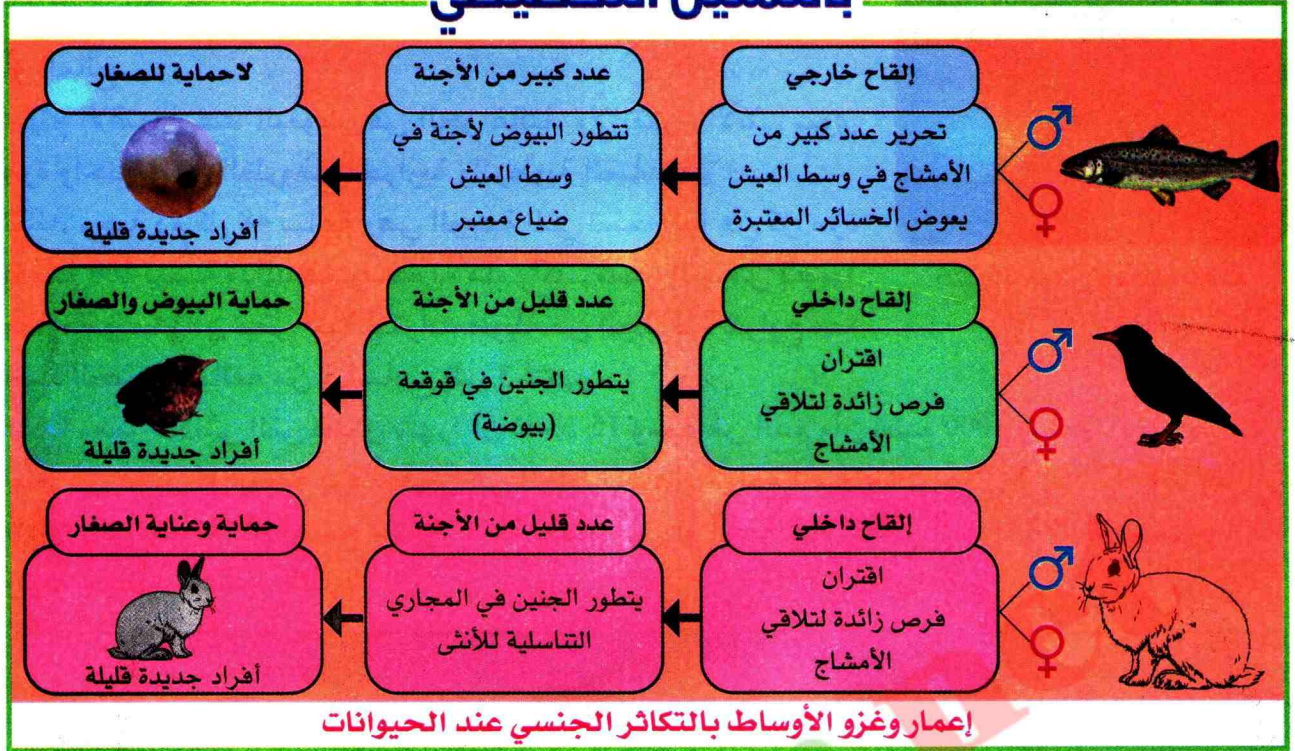 إلقاح خارجي
تحرير عدد كبير من
الأمشاج في وسط العيش
يعوض الخسائر المعتبرة
عدد كبير من الأجنة
تتطور البيوض لأجنة في
وسط العيش
ضياع معتبر
لاحماية للصغار
أفراد جديدة قليلة
إلقاح داخلي
اقتران
فرص زائدة لتلاقي
الأمشاج
عدد قليل من الأجنة
يتطور الجنين في قوقعة
(بيوضة)
حماية البيوض والصغار
أفراد جديدة قليلة
إلقاح داخلي
اقتران
فرص زائدة لتلاقي
الأمشاج
عدد قليل من الأجنة
يتطور الجنين في المجاري
التناسلية للأنثى
حماية وعناية الصغار
أفراد جديدة قليلة
إعمار وغزو الأوساط بالتكاثر الجنسي عند الحيوانات